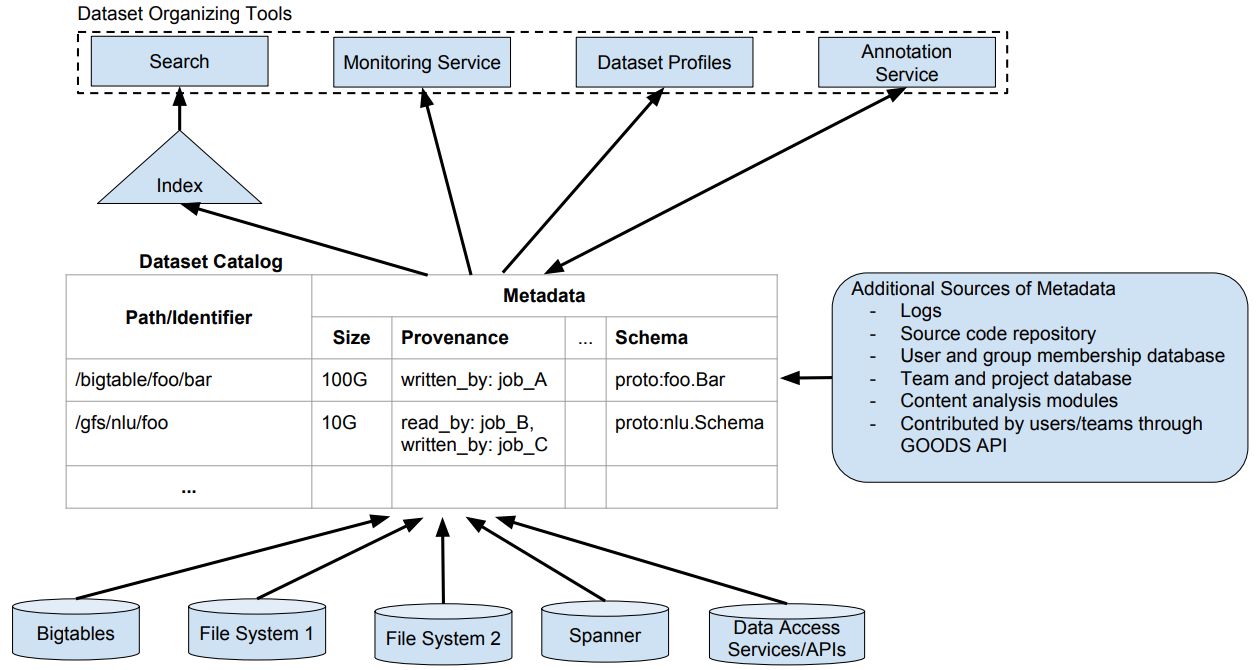 Dataset Organizing Tools
Search
Monitoring Service
Dataset Profiles
Annotation
Service
Index
Dataset Catalog
Path/Identifier
Metadata
Size
Provenance
...
Schema
/bigtable/foo/bar
100G
written_by: job_A
proto:foo.Bar
/gfs/nlu/foo
10G
read_by: job_B,
written_by: job_C
proto:nlu.Schema
...
Additional Sources of Metadata
- Logs
- Source code repository
- User and group membership database
- Team and project database
- Content analysis modules
- Contributed by users/teams through
GOODS API
Bigtables
File System 1
File System 2
Spanner
Data Access
Services/APIs